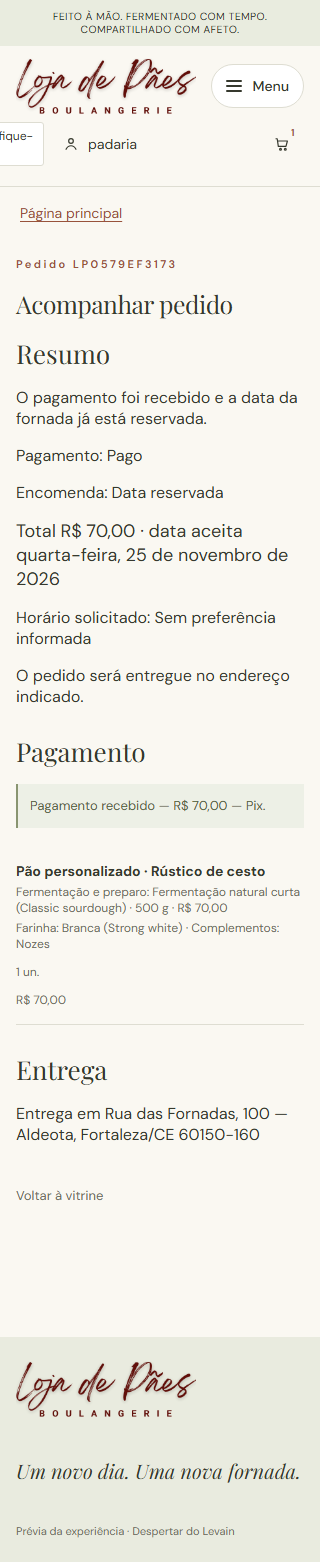 FEITO À MÃO. FERMENTADO COM TEMPO.
COMPARTILHADO COM AFETO.
Loja de Pães
BOULANGERIE
Menu
fique-
padaria
1
Página principal
Pedido LP0579EF3173
Acompanhar pedido
Resumo
O pagamento foi recebido e a data da
fornada já está reservada.
Pagamento: Pago
Encomenda: Data reservada
Total R$ 70,00 · data aceita
quarta-feira, 25 de novembro de
2026
Horário solicitado: Sem preferência
informada
O pedido será entregue no endereço
indicado.
Pagamento
Pagamento recebido — R$ 70,00 — Pix.
Pão personalizado · Rústico de cesto
Fermentação e preparo: Fermentação natural curta
(Classic sourdough) · 500 g · R$ 70,00
Farinha: Branca (Strong white) · Complementos:
Nozes
1 un.
R$ 70,00
Entrega
Entrega em Rua das Fornadas, 100 —
Aldeota, Fortaleza/CE 60150-160
Voltar à vitrine
Loja de Pães
BOULANGERIE
Um novo dia. Uma nova fornada.
Prévia da experiência · Despertar do Levain